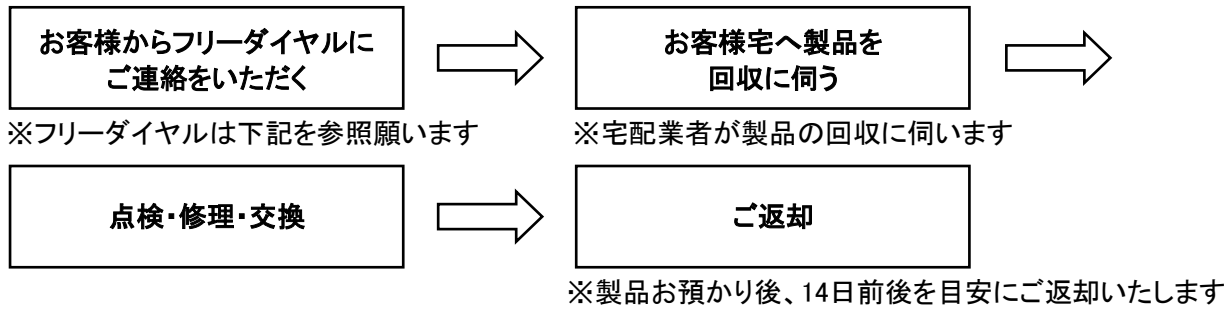 お客様からフリーダイヤルに
ご連絡をいただく
お客様宅へ製品を
回収に伺う
※フリーダイヤルは下記を参照願います
※宅配業者が製品の回収に伺います
点検・修理・交換
ご返却
※製品お預かり後、14日前後を目安にご返却いたします